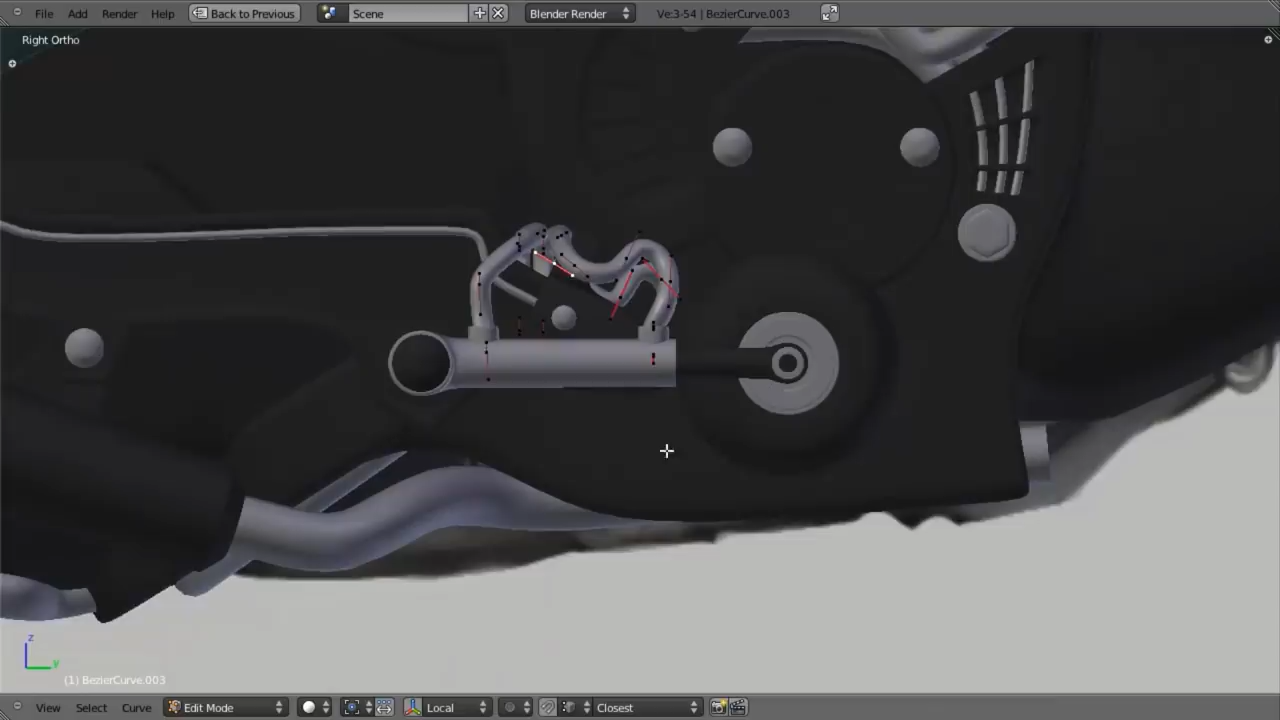 File Add Render Help Back to Previous Scene Blender Render Ve:3-54 | BezierCurve.003
Right Ortho
z
y
(1) BezierCurve.003
View Select Curve Edit Mode Local Closest